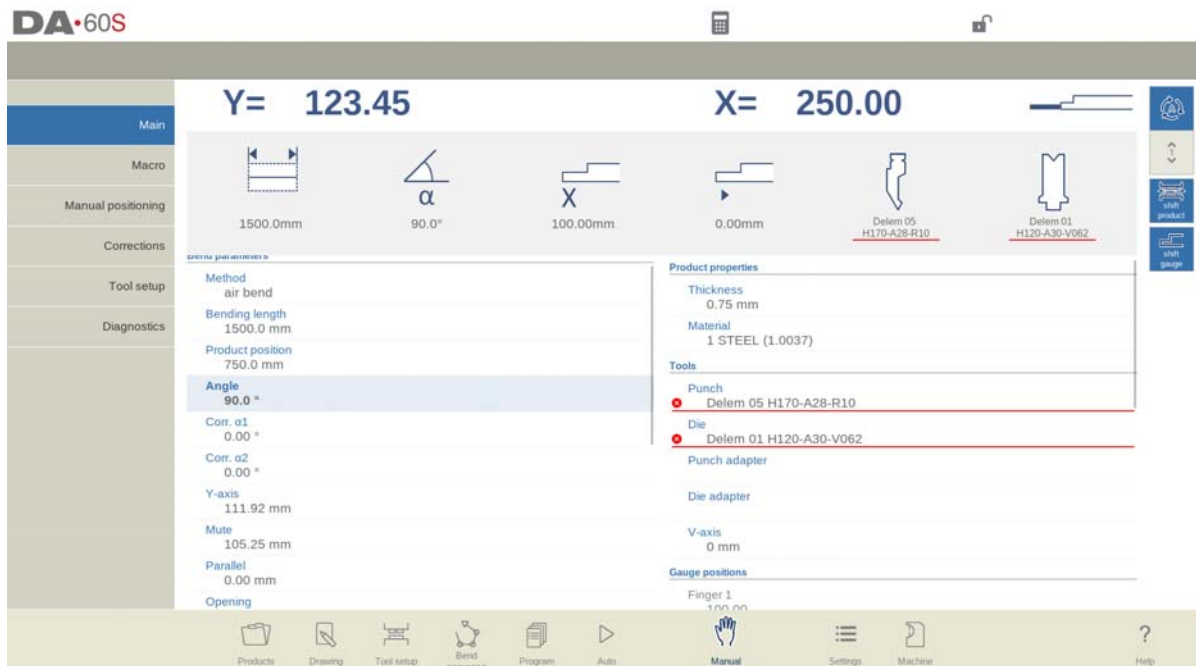 DA•60S
Y= 123.45
X= 250.00
Main
Macro
Manual positioning
Corrections
Tool setup
Diagnostics
α
X
1500.0mm
90.0°
100.00mm
0.00mm
Delem 05
H170-A28-R10
Delem 01
H120-A30-V062
1
shift
product
shift
gauge
Bend parameters
Method
air bend
Bending length
1500.0 mm
Product position
750.0 mm
Angle
90.0 °
Corr. α1
0.00 °
Corr. α2
0.00 °
Y-axis
111.92 mm
Mute
105.25 mm
Parallel
0.00 mm
Opening
Product properties
Thickness
0.75 mm
Material
1 STEEL (1.0037)
Tools
Punch
Delem 05 H170-A28-R10
Die
Delem 01 H120-A30-V062
Punch adapter
Die adapter
V-axis
0 mm
Gauge positions
Finger 1
100.00
Products
Drawing
Tool setup
Bend
Program
Auto
Manual
Settings
Machine
?
Help